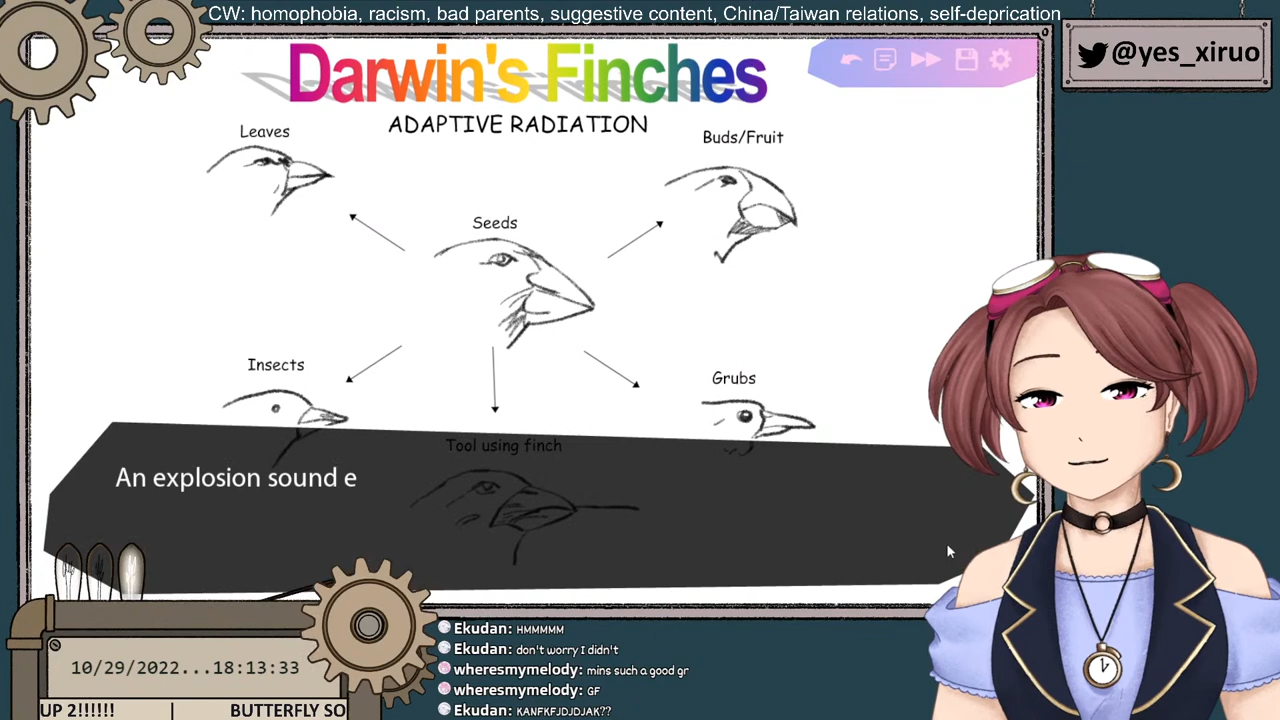 CW: homophobia, racism, bad parents, suggestive content, China/Taiwan relations, self-deprication
@yes_xiruo
Darwin's Finches
ADAPTIVE RADIATION
Leaves
Buds/Fruit
Seeds
Insects
Grubs
Tool using finch
An explosion sound e
Ekudan: HMMMMM
Ekudan: don't worry I didn't
wheresmymelody: mins such a good gr
wheresmymelody: GF
Ekudan: KANFKFJDJDJAK??
10/29/2022...18:13:33
UP 2!!!!!! | BUTTERFLY SO